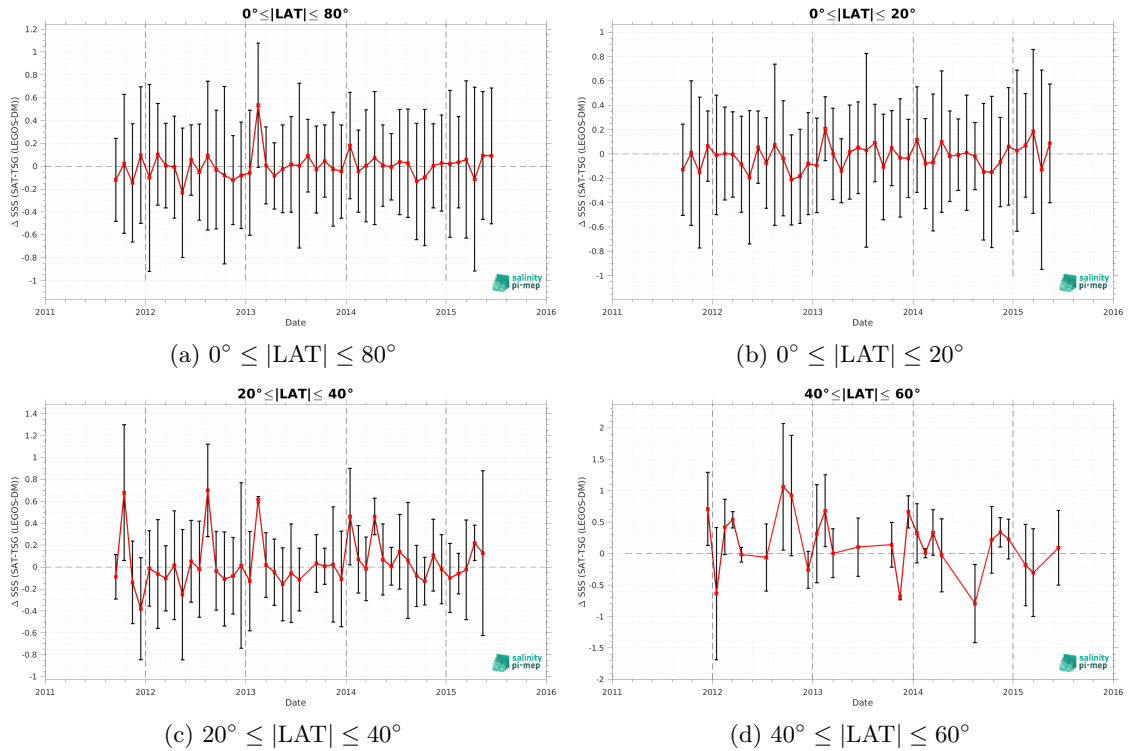 0°≤|LAT|≤ 80°
Δ SSS (SAT-TSG (LEGOS-DM))
1.2
1
0.8
0.6
0.4
0.2
0
-0.2
-0.4
-0.6
-0.8
-1
2011 2012 2013 2014 2015 2016
Date
salinity
pi-mep
(a) 0° ≤ |LAT| ≤ 80°
0°≤|LAT|≤ 20°
Δ SSS (SAT-TSG (LEGOS-DM))
1
0.8
0.6
0.4
0.2
0
-0.2
-0.4
-0.6
-0.8
-1
2011 2012 2013 2014 2015 2016
Date
salinity
pi-mep
(b) 0° ≤ |LAT| ≤ 20°
20°≤|LAT|≤ 40°
Δ SSS (SAT-TSG (LEGOS-DM))
1.4
1.2
1
0.8
0.6
0.4
0.2
0
-0.2
-0.4
-0.6
-0.8
-1
2011 2012 2013 2014 2015 2016
Date
salinity
pi-mep
(c) 20° ≤ |LAT| ≤ 40°
40°≤|LAT|≤ 60°
Δ SSS (SAT-TSG (LEGOS-DM))
2
1.5
1
0.5
0
-0.5
-1
-1.5
-2
2011 2012 2013 2014 2015 2016
Date
salinity
pi-mep
(d) 40° ≤ |LAT| ≤ 60°